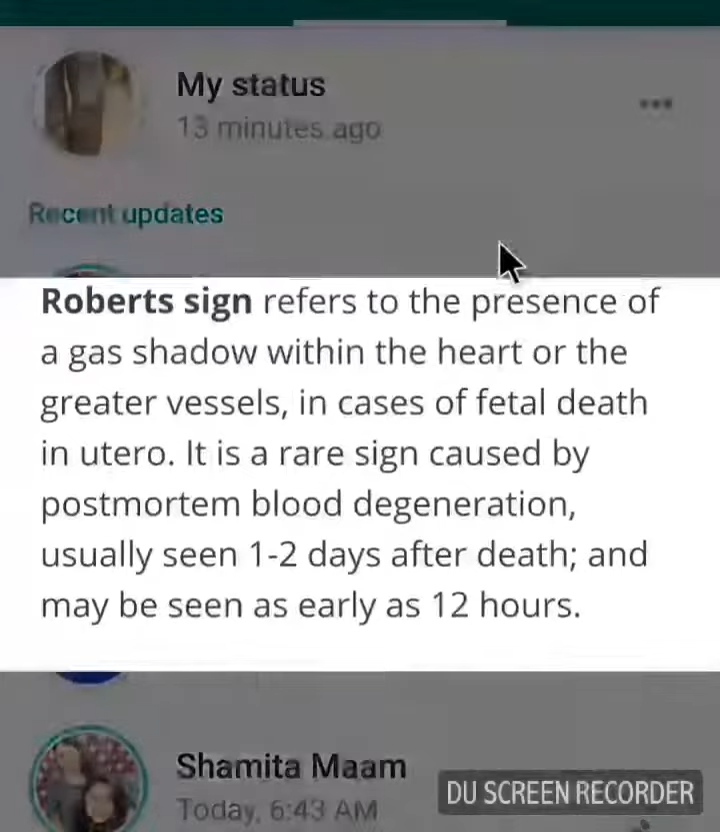 My status
13 minutes ago
Recent updates
Roberts sign refers to the presence of
a gas shadow within the heart or the
greater vessels, in cases of fetal death
in utero. It is a rare sign caused by
postmortem blood degeneration,
usually seen 1-2 days after death; and
may be seen as early as 12 hours.
Shamita Maam
Today, 6:43 AM
DU SCREEN RECORDER